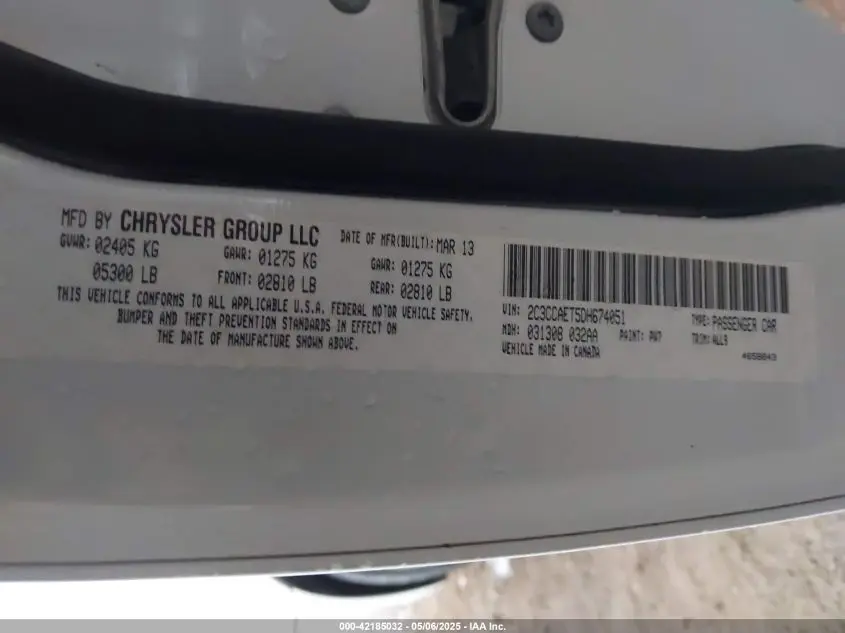 MFD BY CHRYSLER GROUP LLC
DATE OF MFR(BUILT): MAR 13
GVWR: 02405 KG
GAWR: 01275 KG
GAWR: 01275 KG
05300 LB
FRONT: 02810 LB
REAR: 02810 LB
THIS VEHICLE CONFORMS TO ALL APPLICABLE U.S.A. FEDERAL MOTOR VEHICLE SAFETY.
BUMPER AND THEFT PREVENTION STANDARDS IN EFFECT ON
THE DATE OF MANUFACTURE SHOWN ABOVE.
VIN: 2C3CCAET5DH674051
TYPE: PASSENGER CAR
MDH: 031308 032AA
PAINT: PW7
TRIM: ALL9
VEHICLE MADE IN CANADA
4658843
000-42185032 - 05/06/2025 - IAA Inc.